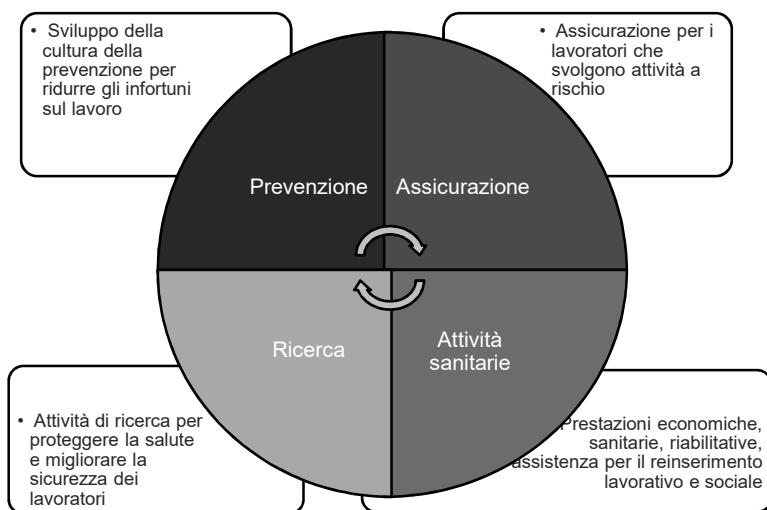 • Sviluppo della
cultura della
prevenzione per
ridurre gli infortuni
sul lavoro
• Assicurazione per i
lavoratori che
svolgono attività a
rischio
Prevenzione
Assicurazione
Ricerca
Attività
sanitarie
• Attività di ricerca per
proteggere la salute
e migliorare la
sicurezza dei
lavoratori
Prestazioni economiche,
sanitarie, riabilitative,
assistenza per il reinserimento
lavorativo e sociale